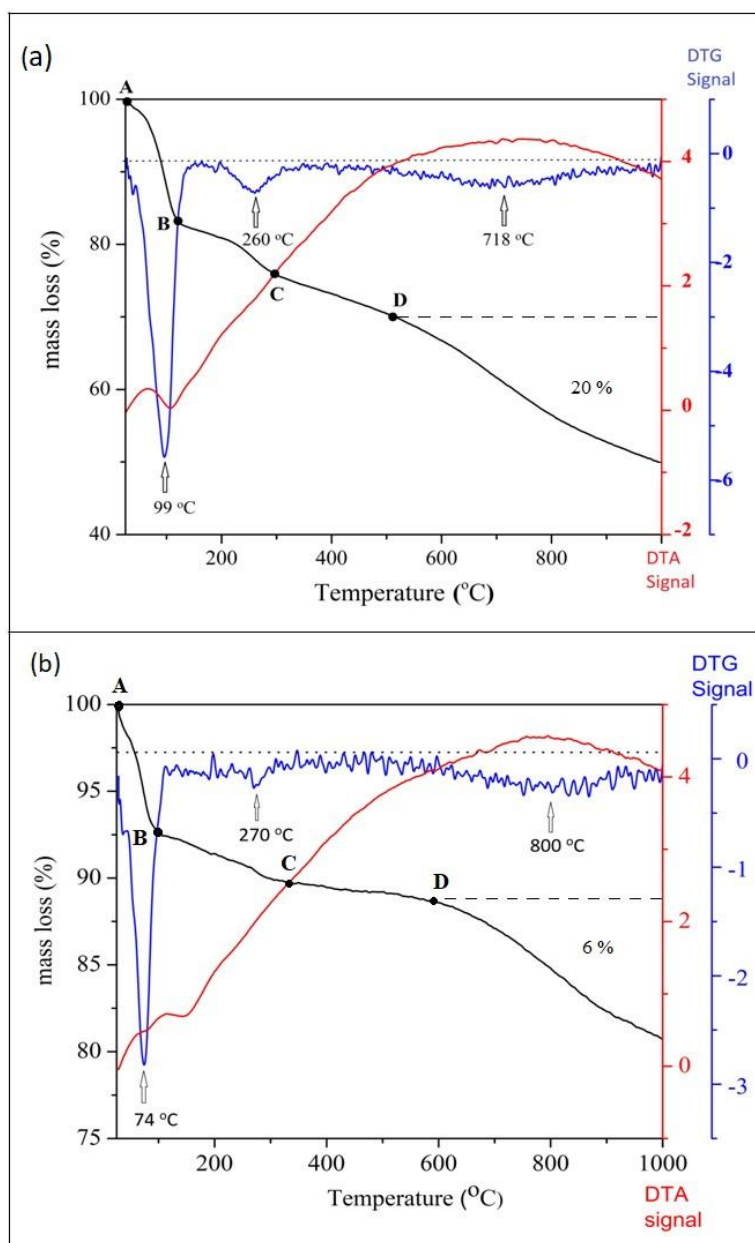 (a)
DTG
Signal
A
100
0
4
B
260 °C
718 °C
80
-2
C
2
D
mass loss (%)
-4
60
20 %
0
99 °C
-6
40
-2
200
400
600
800
DTA
Signal
Temperature (°C)
(b)
DTG
Signal
A
100
0
4
95
B
270 °C
800 °C
-1
90
C
D
mass loss (%)
2
6 %
85
-2
80
0
74 °C
-3
75
200
400
600
800
1000
Temperature (°C)
DTA
signal